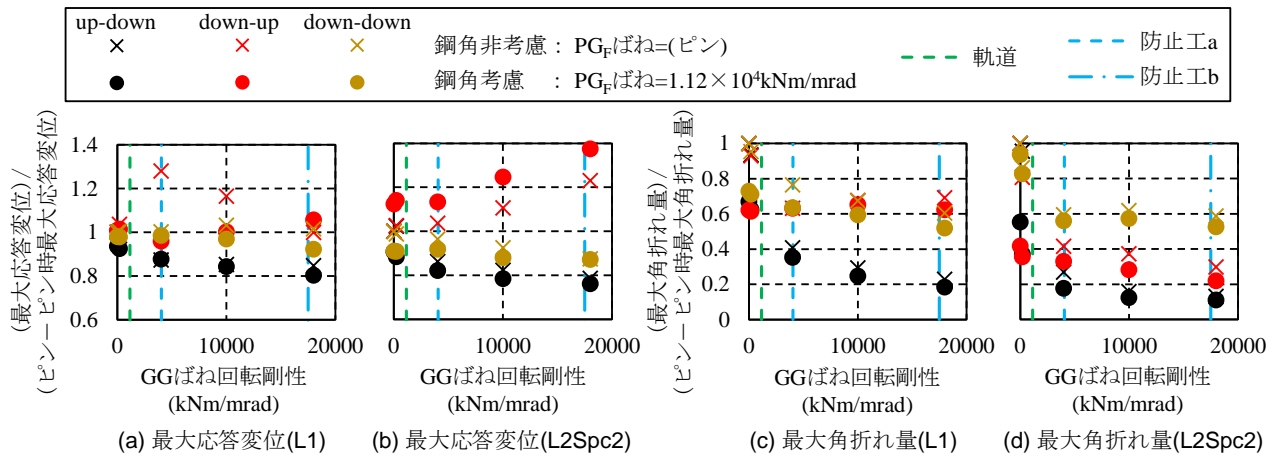 up-down down-up down-down
鋼角非考慮 : PGFばね=(ピン)
鋼角考慮 : PGFばね=1.12×10⁴kNm/mrad
軌道
防止工a
防止工b
(最大応答変位)/
(ピン－ピン時最大応答変位)
1.4
1.2
1
0.8
0.6
0 10000 20000
GGばね回転剛性
(kNm/mrad)
(a) 最大応答変位(L1)
0 10000 20000
GGばね回転剛性
(kNm/mrad)
(b) 最大応答変位(L2Spc2)
(最大角折れ量)/
(ピン－ピン時最大角折れ量)
1
0.8
0.6
0.4
0.2
0
0 10000 20000
GGばね回転剛性
(kNm/mrad)
(c) 最大角折れ量(L1)
0 10000 20000
GGばね回転剛性
(kNm/mrad)
(d) 最大角折れ量(L2Spc2)